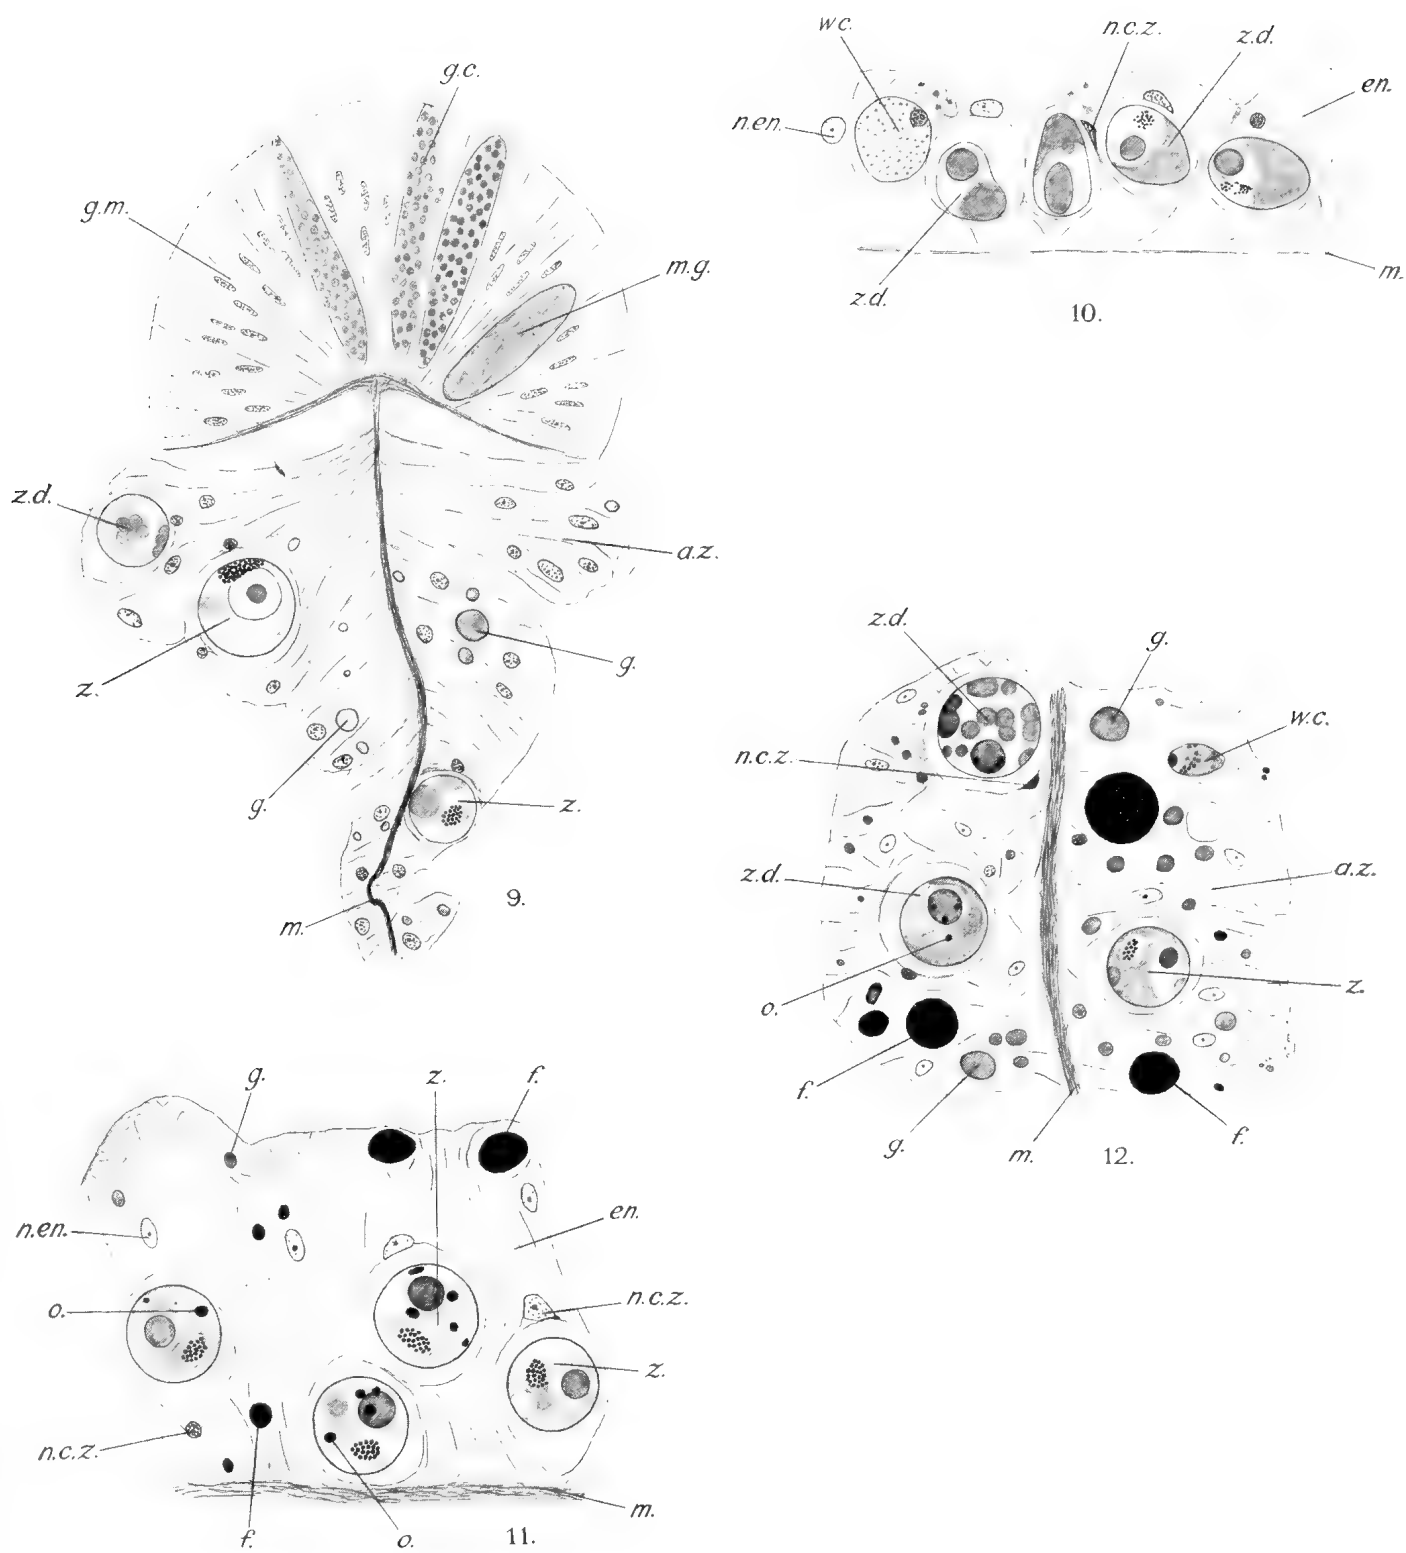 g.c.
g.m.
m.g.
z.d.
a.z.
z.
g.
g.
z.
m.
9.
w.c.
n.c.z.
z.d.
en.
n.en.
z.d.
m.
10.
z.d.
g.
w.c.
n.c.z.
z.d.
a.z.
o.
z.
f.
g.
m.
12.
f.
g.
z.
f.
n.en.
en.
o.
n.c.z.
z.
n.c.z.
m.
f.
o.
11.